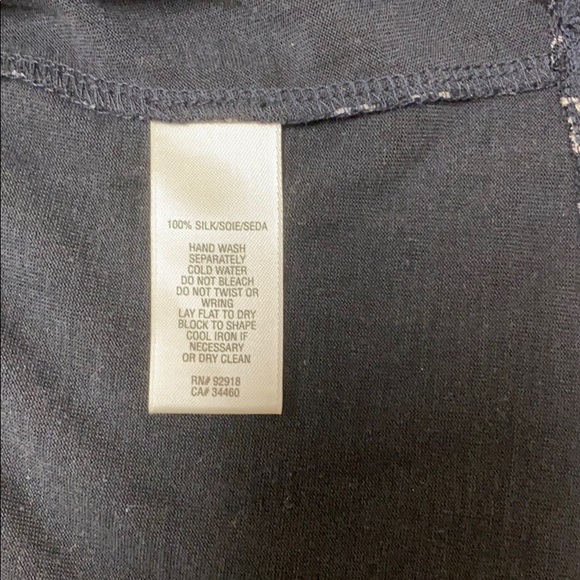 100% SILK/SOIE/SEDA
HAND WASH
SEPARATELY
COLD WATER
DO NOT BLEACH
DO NOT TWIST OR
WRING
LAY FLAT TO DRY
BLOCK TO SHAPE
COOL IRON IF
NECESSARY
OR DRY CLEAN
RN# 92918
CA# 34460